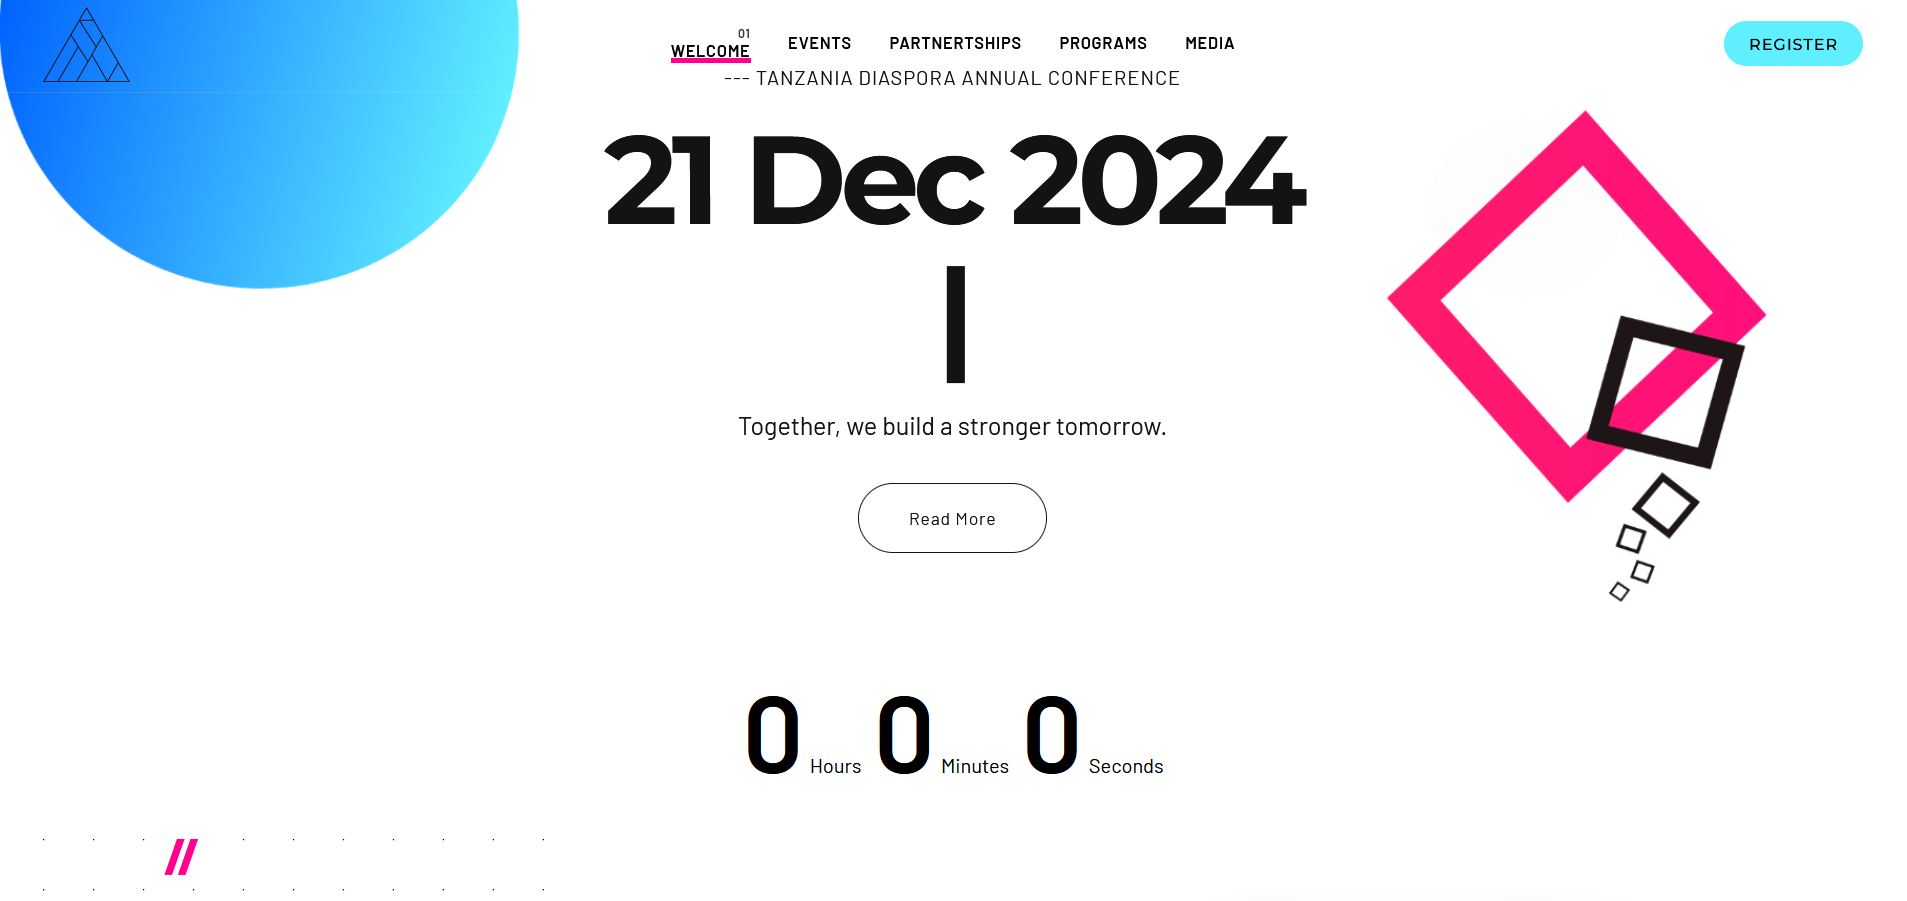 01
WELCOME EVENTS PARTNERTSHIPS PROGRAMS MEDIA REGISTER
--- TANZANIA DIASPORA ANNUAL CONFERENCE
21 Dec 2024
|
Together, we build a stronger tomorrow.
Read More
0 Hours 0 Minutes 0 Seconds
//